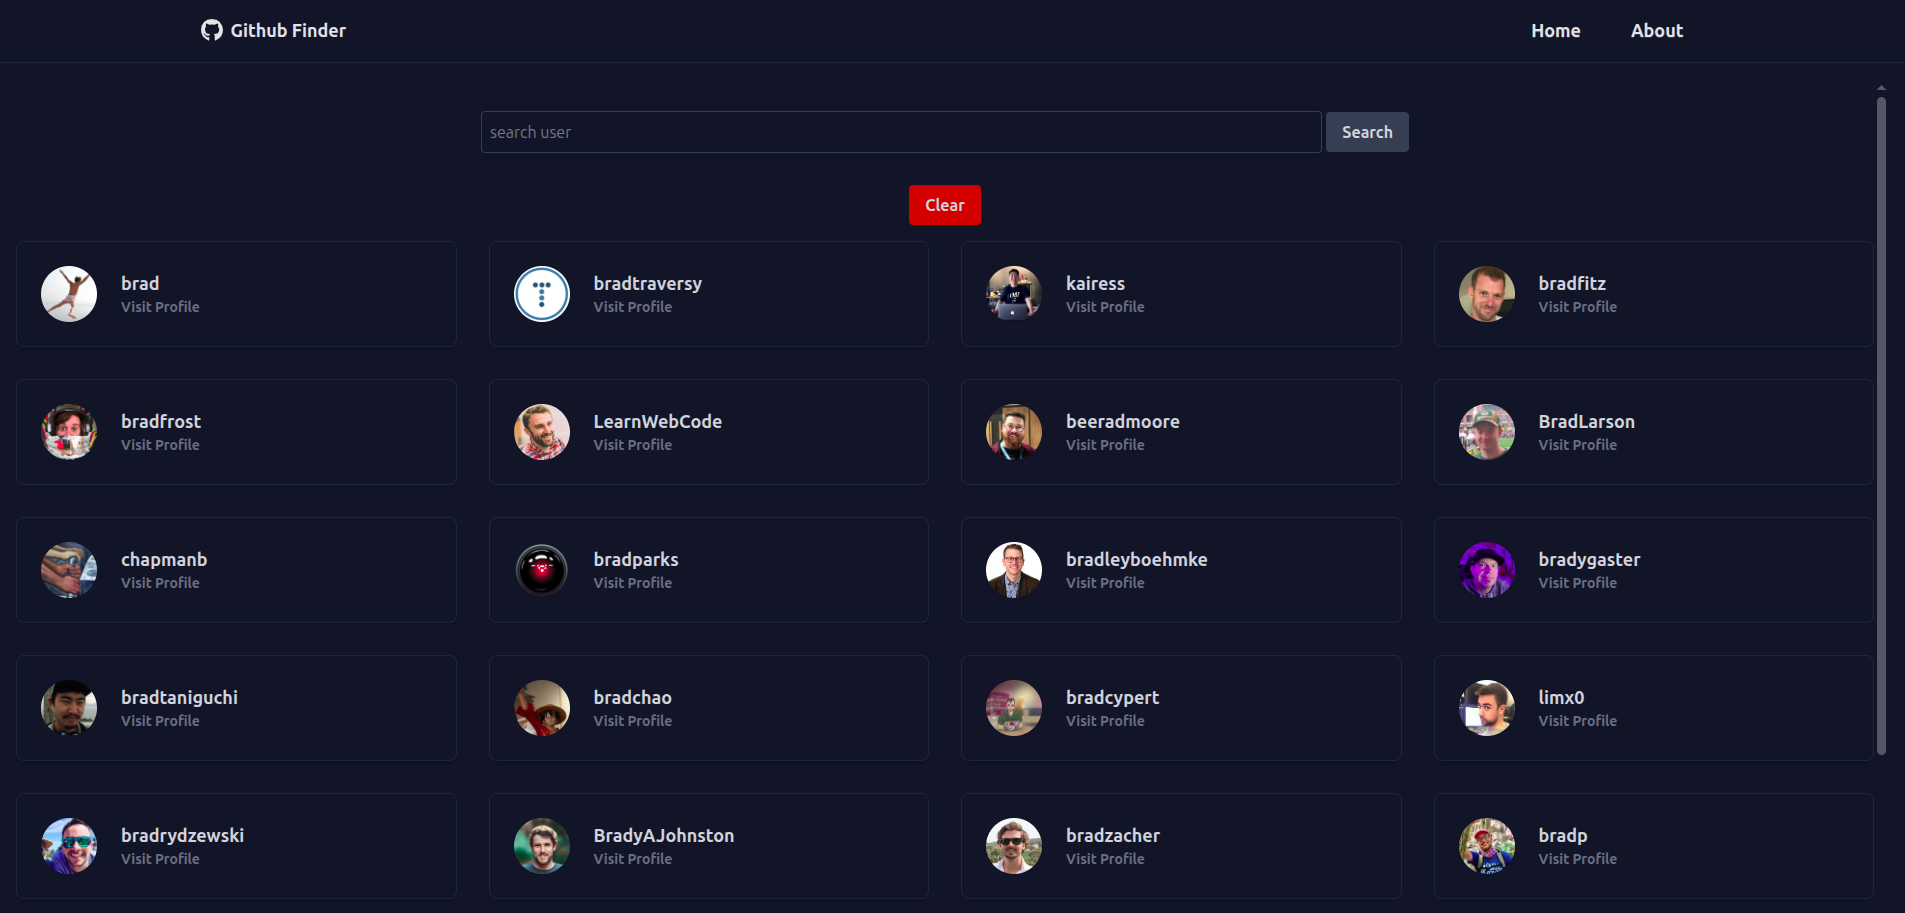 Github Finder
Home About
search user
Search
Clear
brad
Visit Profile
bradtraversy
Visit Profile
kairess
Visit Profile
bradfitz
Visit Profile
bradfrost
Visit Profile
LearnWebCode
Visit Profile
beeradmoore
Visit Profile
BradLarson
Visit Profile
chapmanb
Visit Profile
bradparks
Visit Profile
bradleyboehmke
Visit Profile
bradygaster
Visit Profile
bradtaniguchi
Visit Profile
bradchao
Visit Profile
bradcypert
Visit Profile
limx0
Visit Profile
bradrydzewski
Visit Profile
BradyAJohnston
Visit Profile
bradzacher
Visit Profile
bradp
Visit Profile